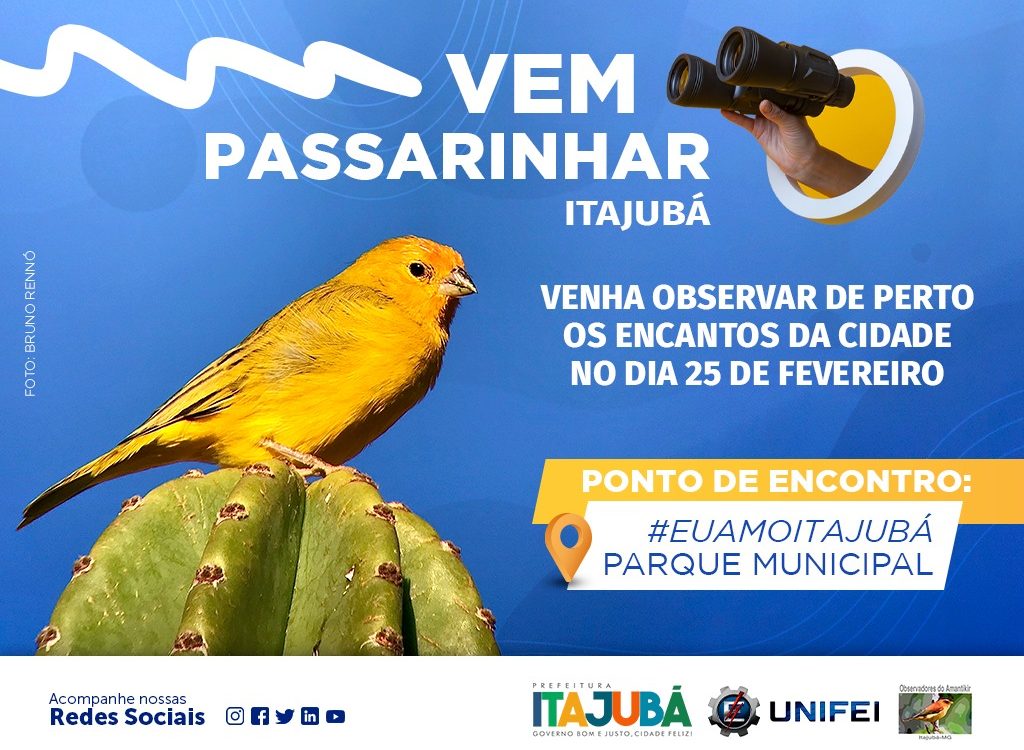 VEM
PASSARINHAR
ITAJUBÁ
FOTO: BRUNO RENNÓ
VENHA OBSERVAR DE PERTO
OS ENCANTOS DA CIDADE
NO DIA 25 DE FEVEREIRO
PONTO DE ENCONTRO:
#EUAMOITAJUBÁ
PARQUE MUNICIPAL
Acompanhe nossas
Redes Sociais
PREFEITURA
ITAJUBÁ
GOVERNO BOM E JUSTO, CIDADE FELIZ!
UNIFEI
Observadores do Amantikir
Itajubá-MG